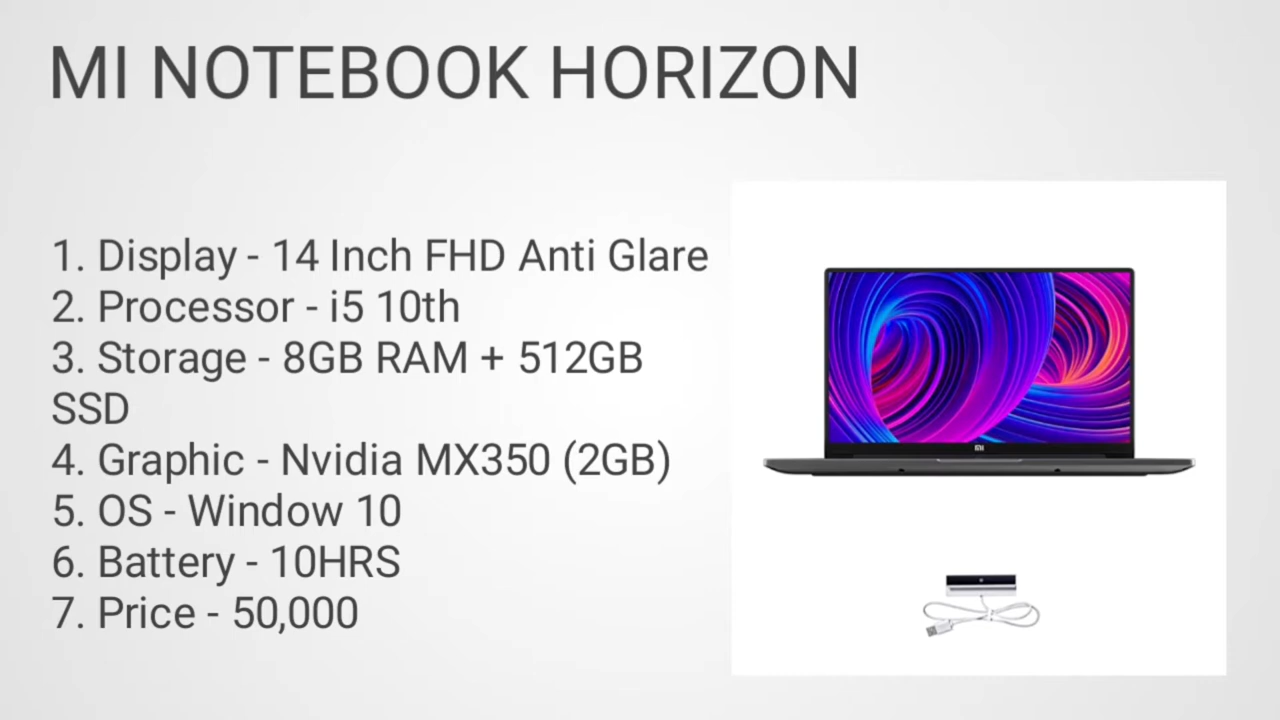 MI NOTEBOOK HORIZON
1. Display - 14 Inch FHD Anti Glare
2. Processor - i5 10th
3. Storage - 8GB RAM + 512GB
SSD
4. Graphic - Nvidia MX350 (2GB)
5. OS - Window 10
6. Battery - 10HRS
7. Price - 50,000
mi